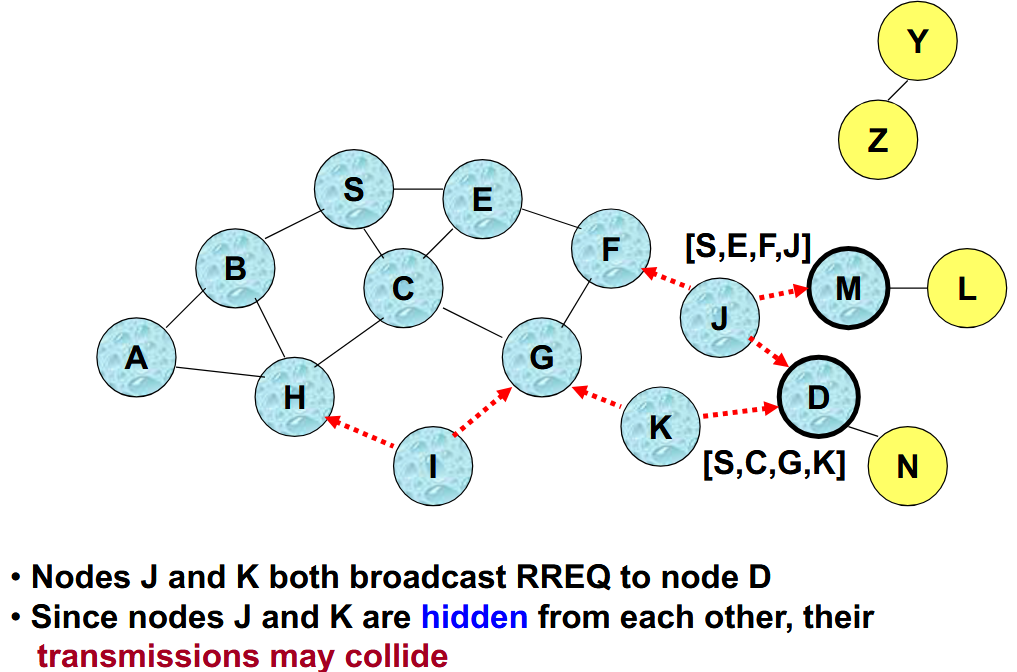 Y
Z
S
E
B
F
[S,E,F,J]
C
M
L
J
A
G
H
D
K
I
[S,C,G,K]
N
• Nodes J and K both broadcast RREQ to node D
• Since nodes J and K are hidden from each other, their
transmissions may collide